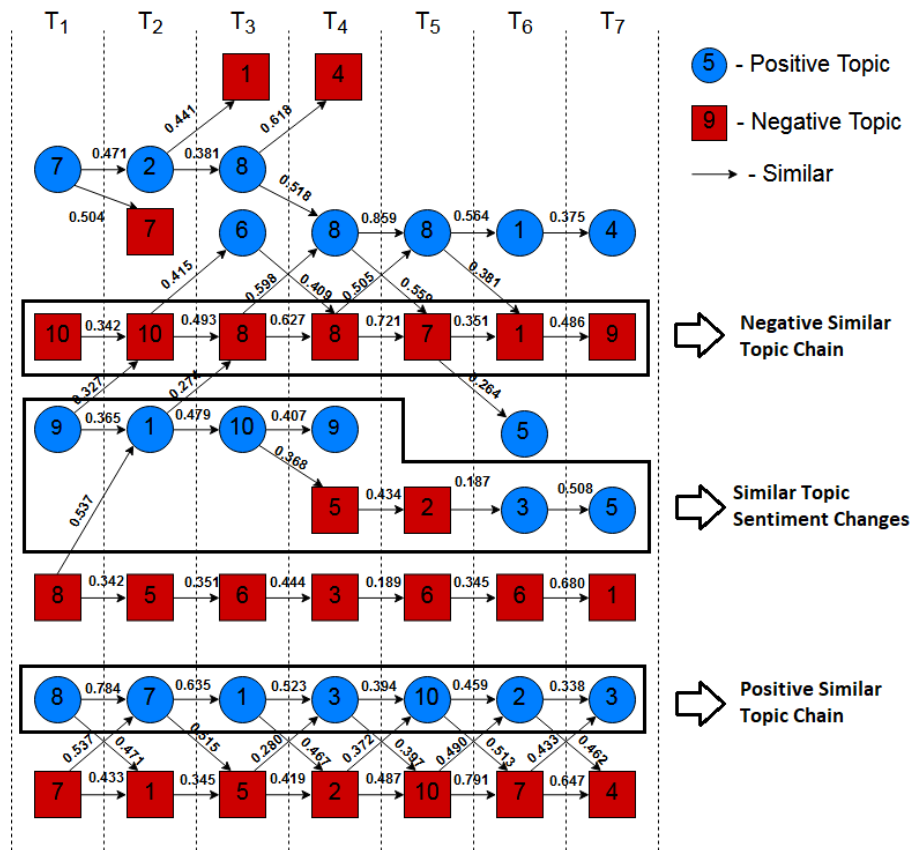 T1 T2 T3 T4 T5 T6 T7
1 4
5 - Positive Topic
0.441 0.618
9 - Negative Topic
7 0.471 2 0.381 8
- Similar
0.504 0.518
7 6 8 0.859 8 0.564 1 0.375 4
0.415 0.598 0.409 0.505 0.559 0.381
10 0.342 10 0.493 8 0.627 8 0.721 7 0.351 1 0.486 9
Negative Similar
Topic Chain
0.327 0.274 0.264
9 0.365 1 0.479 10 0.407 9 5
0.537 0.368
5 0.434 2 0.187 3 0.508 5
Similar Topic
Sentiment Changes
8 0.342 5 0.351 6 0.444 3 0.189 6 0.345 6 0.680 1
8 0.784 7 0.635 1 0.523 3 0.394 10 0.459 2 0.338 3
Positive Similar
Topic Chain
0.537 0.471 0.515 0.280 0.467 0.372 0.397 0.490 0.513 0.433 0.462
7 0.433 1 0.345 5 0.419 2 0.487 10 0.791 7 0.647 4